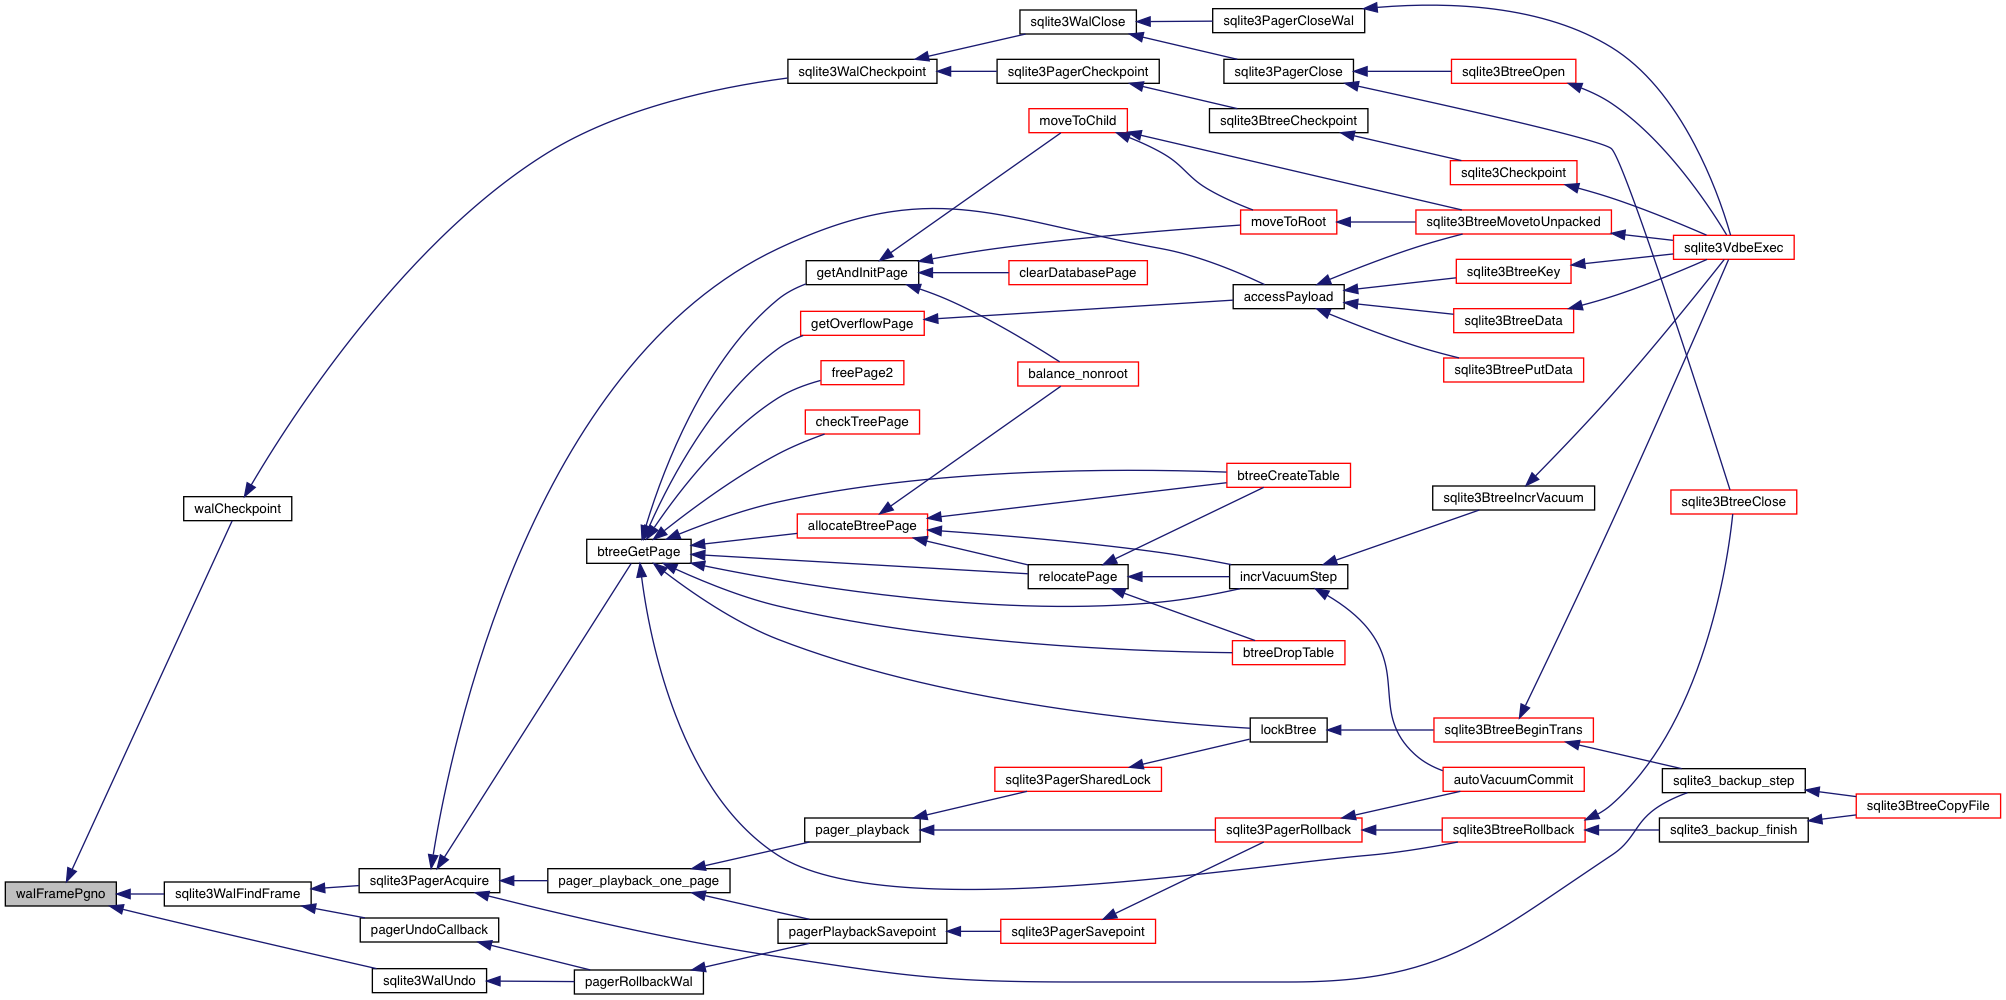 sqlite3WalClose
sqlite3PagerCloseWal
sqlite3WalCheckpoint
sqlite3PagerCheckpoint
sqlite3PagerClose
sqlite3BtreeOpen
moveToChild
sqlite3BtreeCheckpoint
sqlite3Checkpoint
moveToRoot
sqlite3BtreeMovetoUnpacked
sqlite3VdbeExec
getAndInitPage
clearDatabasePage
sqlite3BtreeKey
accessPayload
getOverflowPage
sqlite3BtreeData
freePage2
balance_nonroot
sqlite3BtreePutData
checkTreePage
btreeCreateTable
walCheckpoint
sqlite3BtreeIncrVacuum
sqlite3BtreeClose
allocateBtreePage
btreeGetPage
relocatePage
incrVacuumStep
btreeDropTable
lockBtree
sqlite3BtreeBeginTrans
sqlite3PagerSharedLock
autoVacuumCommit
sqlite3_backup_step
sqlite3BtreeCopyFile
pager_playback
sqlite3PagerRollback
sqlite3BtreeRollback
sqlite3_backup_finish
walFramePgno
sqlite3WalFindFrame
sqlite3PagerAcquire
pager_playback_one_page
pagerUndoCallback
pagerPlaybackSavepoint
sqlite3PagerSavepoint
sqlite3WalUndo
pagerRollbackWal